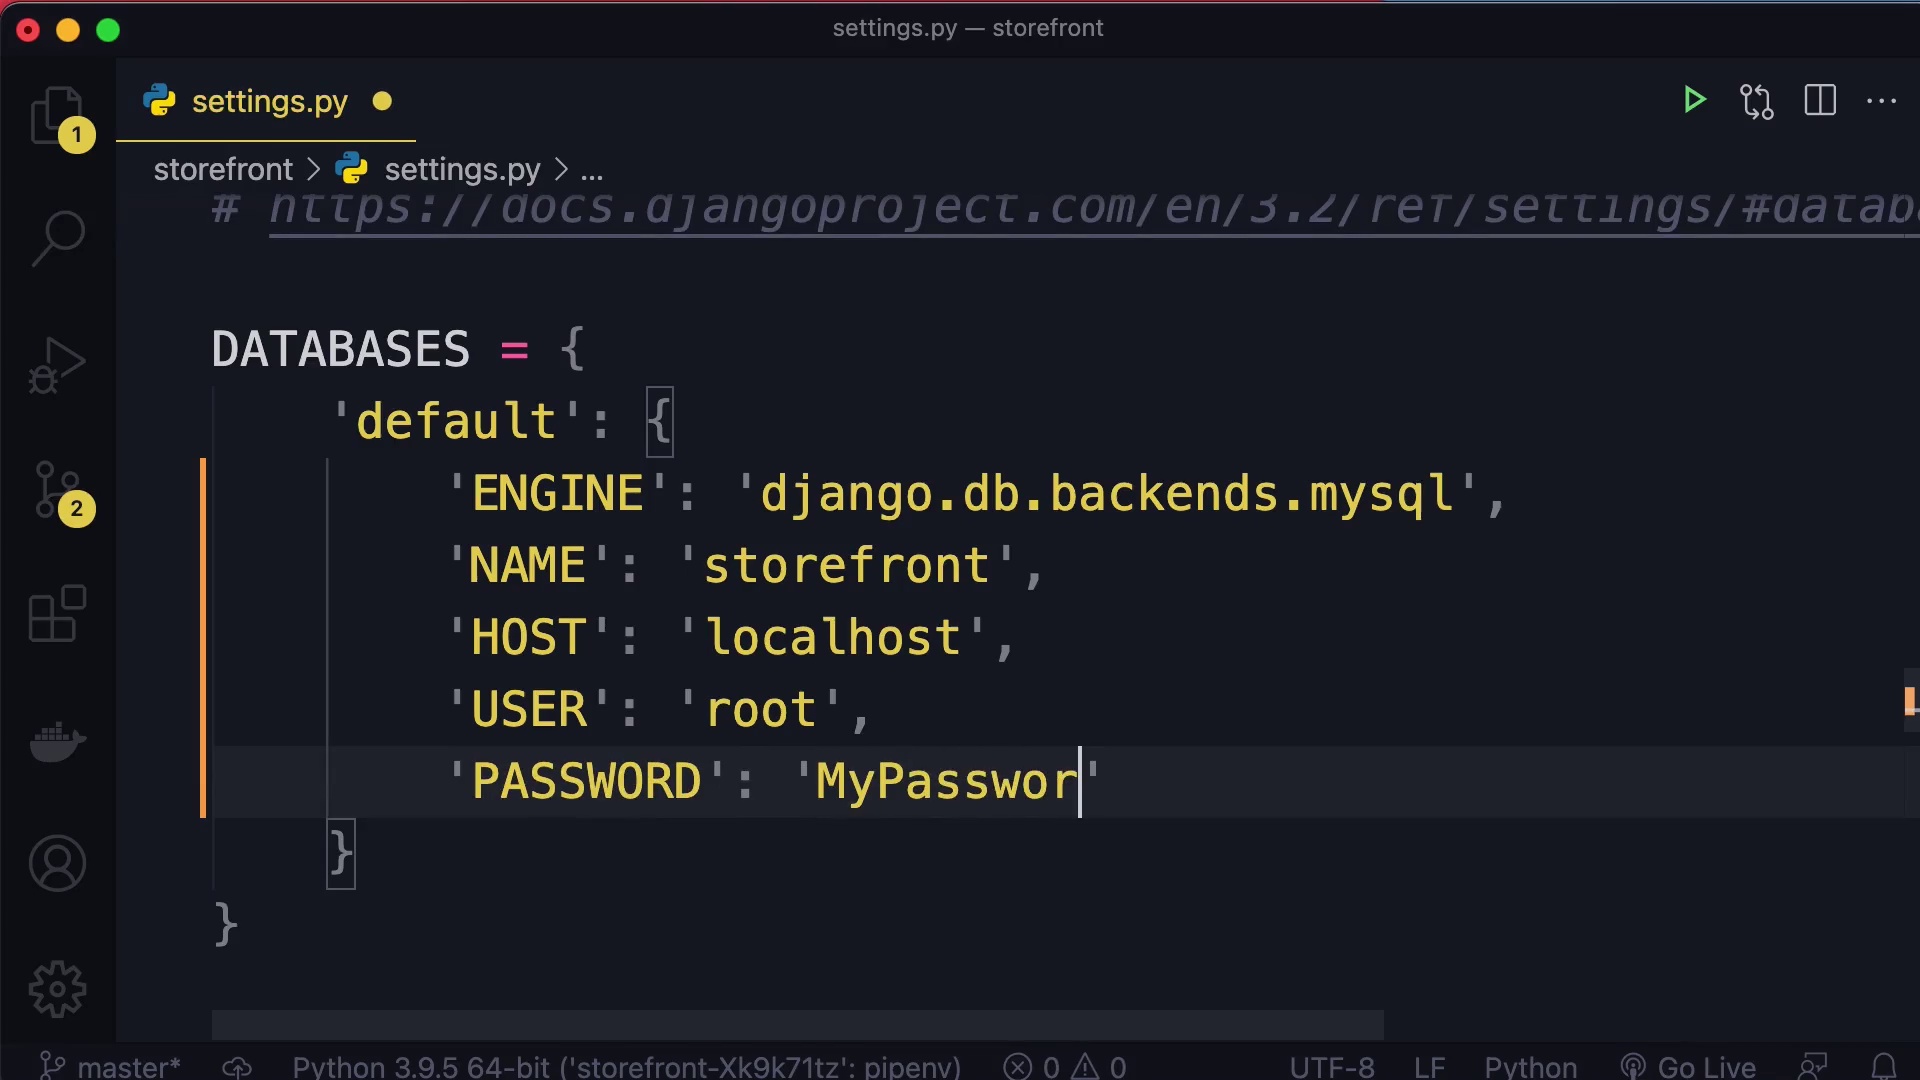 settings.py — storefront
settings.py
1
storefront > settings.py > ...
# https://docs.djangoproject.com/en/3.2/ref/settings/#datab
DATABASES = {
'default': {
'ENGINE': 'django.db.backends.mysql',
'NAME': 'storefront',
'HOST': 'localhost',
2
'USER': 'root',
'PASSWORD': 'MyPasswor'
}
}
master* Python 3.9.5 64-bit ('storefront-Xk9k71tz': pipenv) 0 0 UTF-8 LF Python Go Live